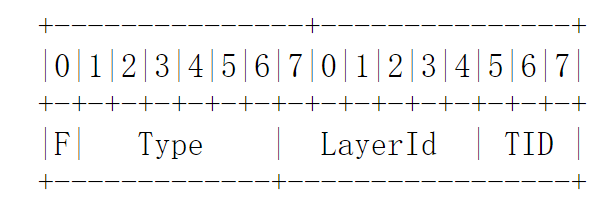 +---------------+---------------+
|0|1|2|3|4|5|6|7|0|1|2|3|4|5|6|7|
+-+-+-+-+-+-+-+-+-+-+-+-+-+-+-+-+
|F|   Type    |  LayerId  | TID |
+-------------+-----------------+